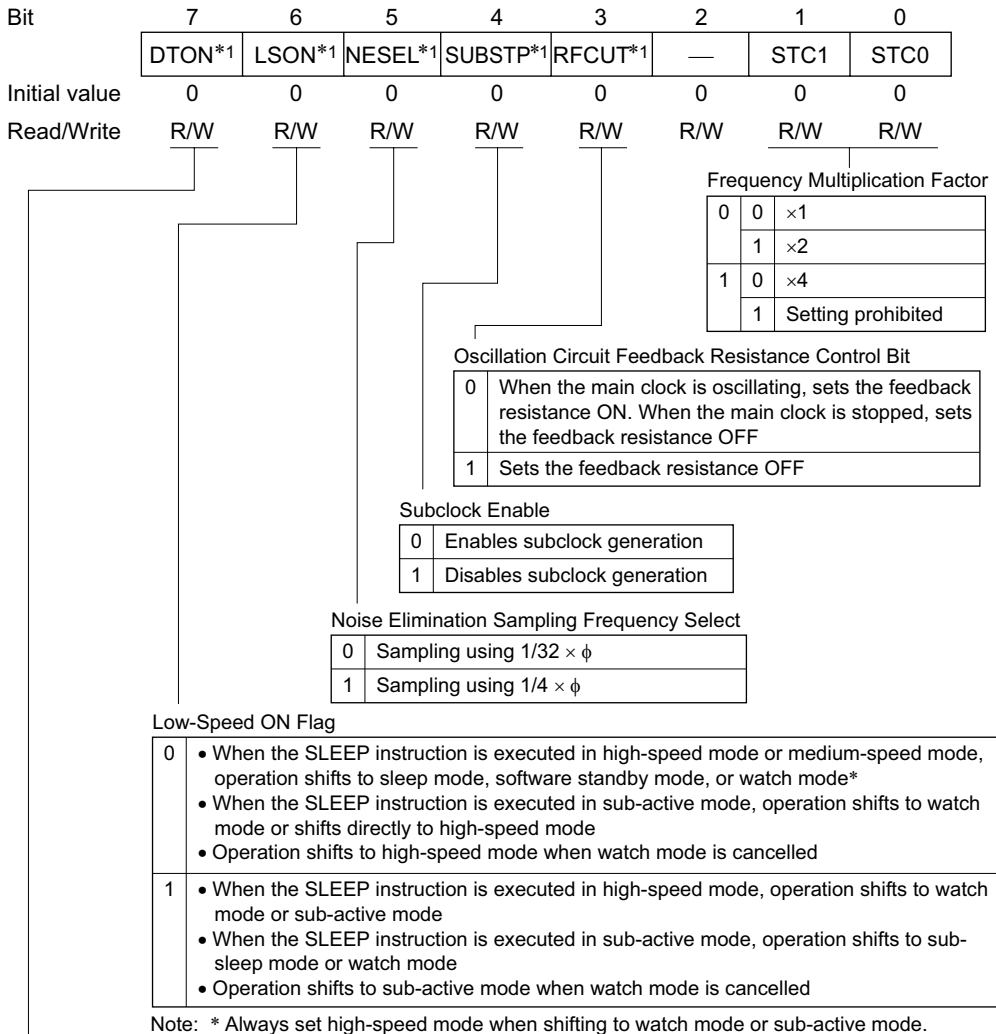 Bit 7 6 5 4 3 2 1 0
DTON*1 LSON*1 NESEL*1 SUBSTP*1 RFCUT*1 — STC1 STC0
Initial value 0 0 0 0 0 0 0 0
Read/Write R/W R/W R/W R/W R/W R/W R/W R/W
Frequency Multiplication Factor
0 0 ×1
1 ×2
1 0 ×4
1 Setting prohibited
Oscillation Circuit Feedback Resistance Control Bit
0 When the main clock is oscillating, sets the feedback
resistance ON. When the main clock is stopped, sets
the feedback resistance OFF
1 Sets the feedback resistance OFF
Subclock Enable
0 Enables subclock generation
1 Disables subclock generation
Noise Elimination Sampling Frequency Select
0 Sampling using 1/32 × ϕ
1 Sampling using 1/4 × ϕ
Low-Speed ON Flag
0 • When the SLEEP instruction is executed in high-speed mode or medium-speed mode,
operation shifts to sleep mode, software standby mode, or watch mode*
• When the SLEEP instruction is executed in sub-active mode, operation shifts to watch
mode or shifts directly to high-speed mode
• Operation shifts to high-speed mode when watch mode is cancelled
1 • When the SLEEP instruction is executed in high-speed mode, operation shifts to watch
mode or sub-active mode
• When the SLEEP instruction is executed in sub-active mode, operation shifts to sub-
sleep mode or watch mode
• Operation shifts to sub-active mode when watch mode is cancelled
Note: * Always set high-speed mode when shifting to watch mode or sub-active mode.